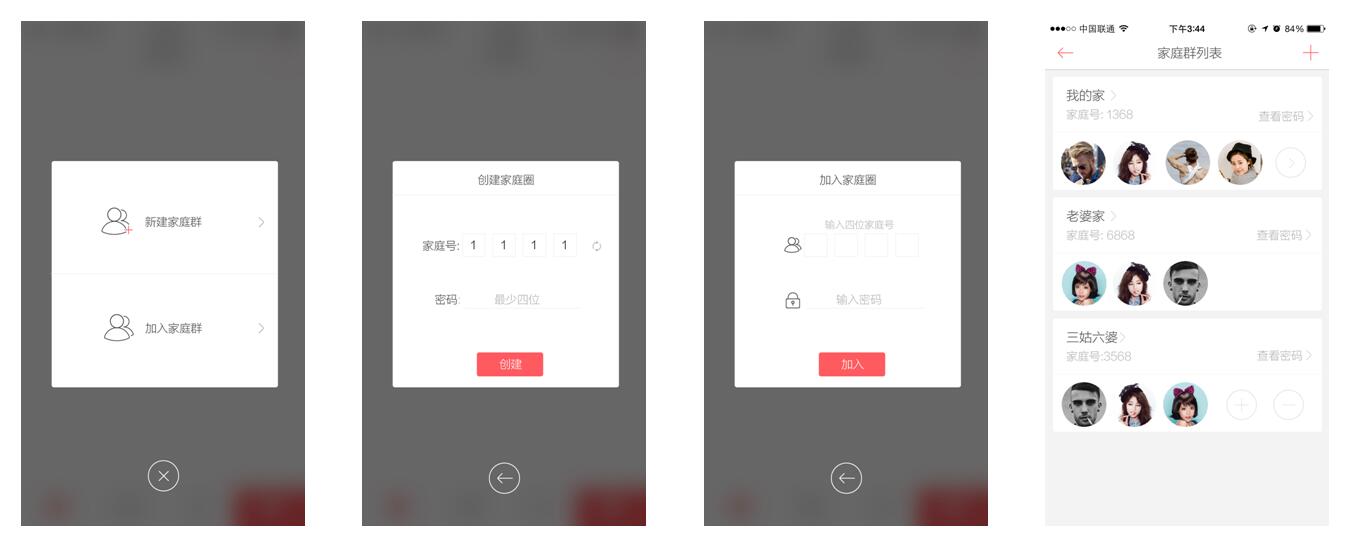 新建家庭群
加入家庭群
创建家庭圈
家庭号: 1 1 1 1
密码: 最少四位
创建
加入家庭圈
输入四位家庭号
输入密码
加入
中国联通 下午3:44 84%
家庭群列表
我的家
家庭号: 1368 查看密码
老婆家
家庭号: 6868 查看密码
三姑六婆
家庭号:3568 查看密码